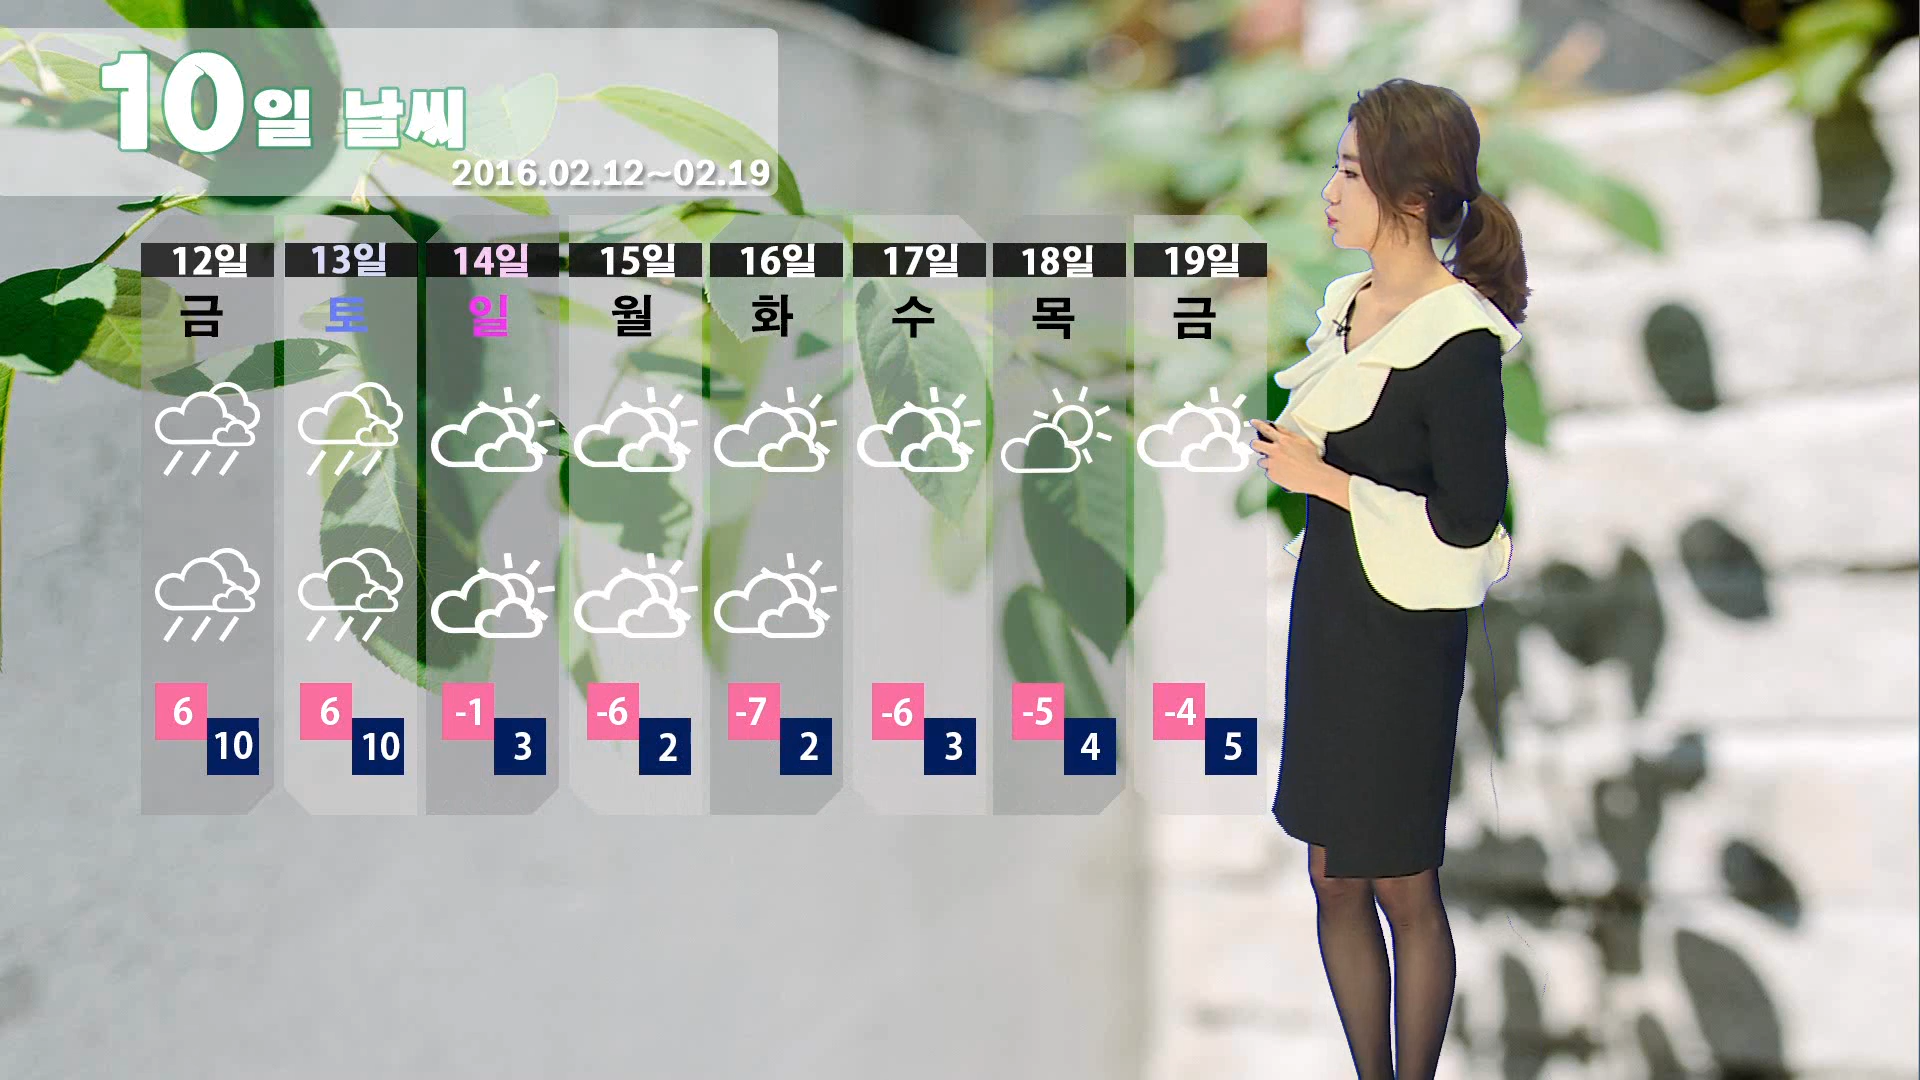 10일 날씨
2016.02.12~02.19
12일 13일 14일 15일 16일 17일 18일 19일
금 토 일 월 화 수 목 금
6 6 -1 -6 -7 -6 -5 -4
10 10 3 2 2 3 4 5